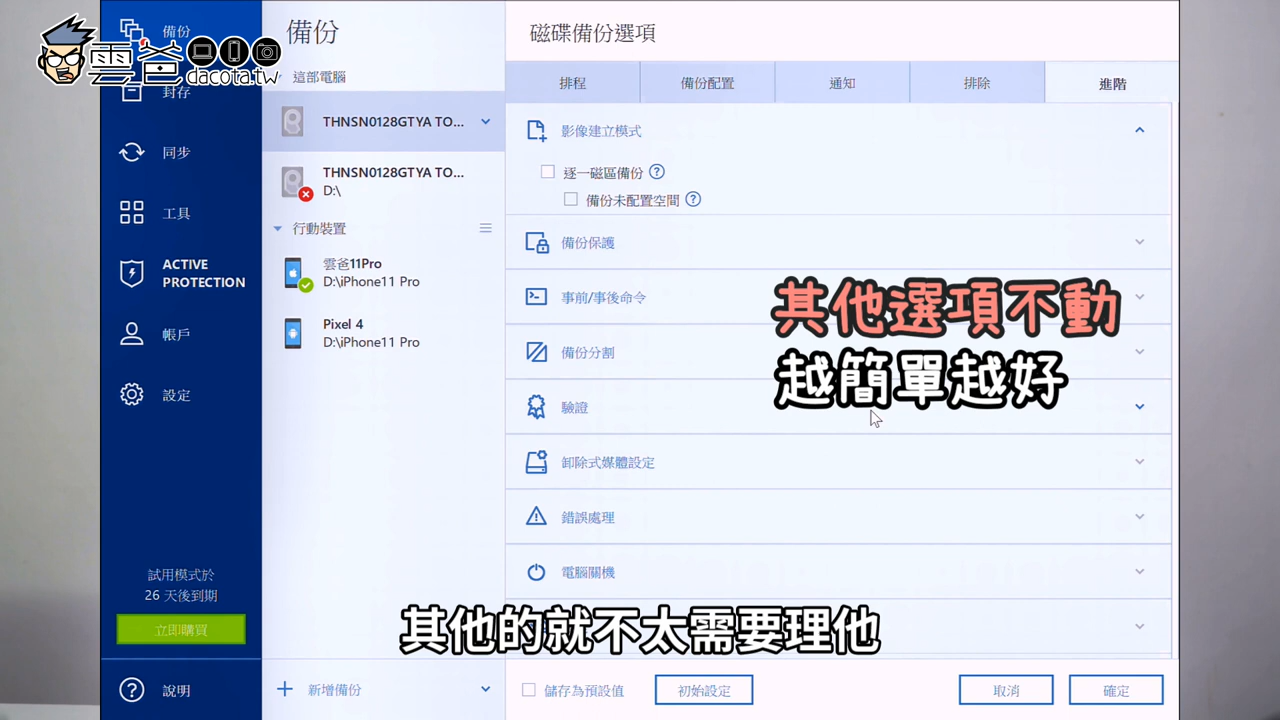 備份
雲爸
dacota.tw
封存
同步
工具
ACTIVE
PROTECTION
帳戶
設定
試用模式於
26 天後到期
立即購買
說明
備份
這部電腦
THNSN0128GTYA TO...
THNSN0128GTYA TO...
D:\
行動裝置
雲爸11Pro
D:\iPhone11 Pro
Pixel 4
D:\iPhone11 Pro
新增備份
磁碟備份選項
排程
備份配置
通知
排除
進階
影像建立模式
逐一磁區備份
備份未配置空間
備份保護
事前/事後命令
備份分割
驗證
卸除式媒體設定
錯誤處理
電腦關機
其他選項不動
越簡單越好
其他的就不太需要理他
儲存為預設值
初始設定
取消
確定